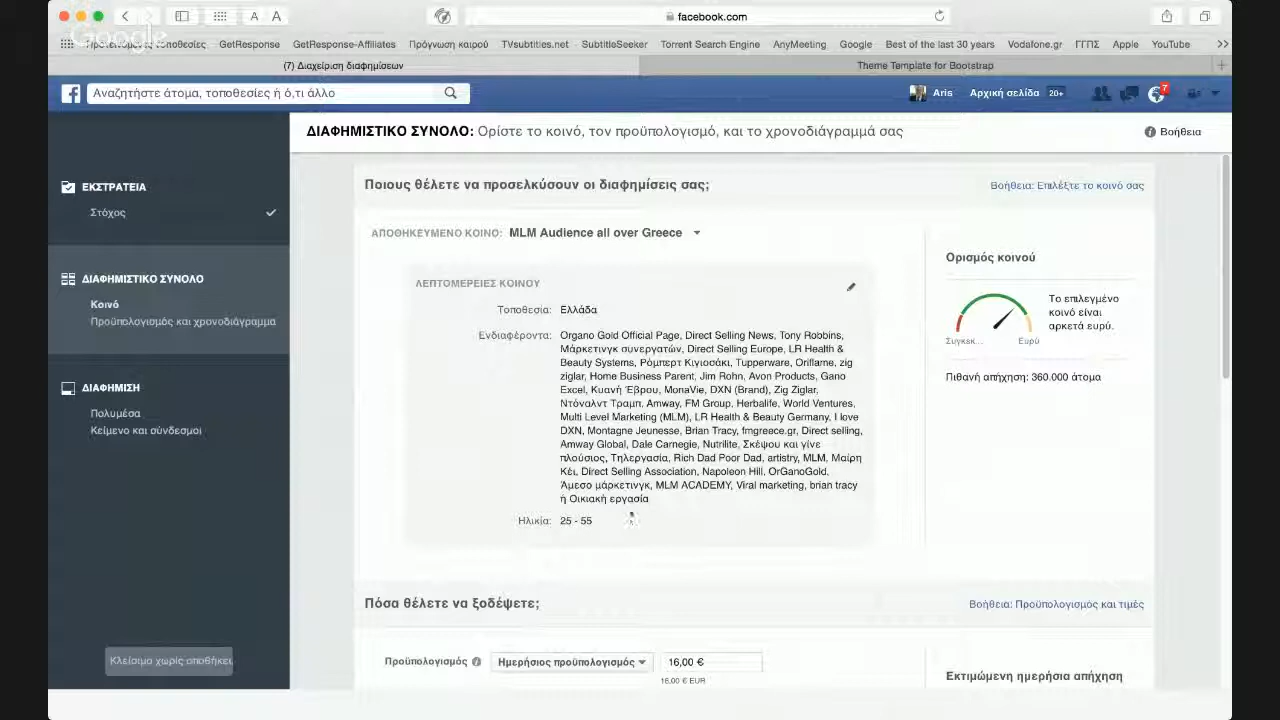 facebook.com
Google
Προτεινόμενες τοποθεσίες GetResponse GetResponse-Affiliates Πρόγνωση καιρού TVsubtitles.net SubtitleSeeker Torrent Search Engine AnyMeeting Google Best of the last 30 years Vodafone.gr ΓΓΠΣ Apple YouTube
(7) Διαχείριση διαφημίσεων Theme Template for Bootstrap
Αναζητήστε άτομα, τοποθεσίες ή ό,τι άλλο Aris Αρχική σελίδα 20+ 7
ΔΙΑΦΗΜΙΣΤΙΚΟ ΣΥΝΟΛΟ: Ορίστε το κοινό, τον προϋπολογισμό, και το χρονοδιάγραμμά σας Βοήθεια
ΕΚΣΤΡΑΤΕΙΑ
Στόχος
ΔΙΑΦΗΜΙΣΤΙΚΟ ΣΥΝΟΛΟ
Κοινό
Προϋπολογισμός και χρονοδιάγραμμα
ΔΙΑΦΗΜΙΣΗ
Πολυμέσα
Κείμενο και σύνδεσμοι
Κλείσιμο χωρίς αποθήκει
Ποιους θέλετε να προσελκύσουν οι διαφημίσεις σας;
Βοήθεια: Επιλέξτε το κοινό σας
ΑΠΟΘΗΚΕΥΜΕΝΟ ΚΟΙΝΟ: MLM Audience all over Greece
ΛΕΠΤΟΜΕΡΕΙΕΣ ΚΟΙΝΟΥ
Τοποθεσία: Ελλάδα
Ενδιαφέροντα: Organo Gold Official Page, Direct Selling News, Tony Robbins,
Μάρκετινγκ συνεργατών, Direct Selling Europe, LR Health &
Beauty Systems, Ρόμπερτ Κιγιοσάκι, Tupperware, Oriflame, zig
ziglar, Home Business Parent, Jim Rohn, Avon Products, Gano
Excel, Κυανή Έβρου, MonaVie, DXN (Brand), Zig Ziglar,
Ντόναλντ Τραμπ, Amway, FM Group, Herbalife, World Ventures,
Multi Level Marketing (MLM), LR Health & Beauty Germany, I love
DXN, Montagne Jeunesse, Brian Tracy, fmgreece.gr, Direct selling,
Amway Global, Dale Carnegie, Nutrilite, Σκέψου και γίνε
πλούσιος, Τηλεργασία, Rich Dad Poor Dad, artistry, MLM, Μαίρη
Κέι, Direct Selling Association, Napoleon Hill, OrGanoGold,
Άμεσο μάρκετινγκ, MLM ACADEMY, Viral marketing, brian tracy
ή Οικιακή εργασία
Ηλικία: 25 - 55
Ορισμός κοινού
Το επιλεγμένο
κοινό είναι
αρκετά ευρύ.
Συγκεκ... Ευρύ
Πιθανή απήχηση: 360.000 άτομα
Πόσα θέλετε να ξοδέψετε;
Βοήθεια: Προϋπολογισμός και τιμές
Προϋπολογισμός Ημερήσιος προϋπολογισμός 16,00 €
16,00 € EUR
Εκτιμώμενη ημερήσια απήχηση